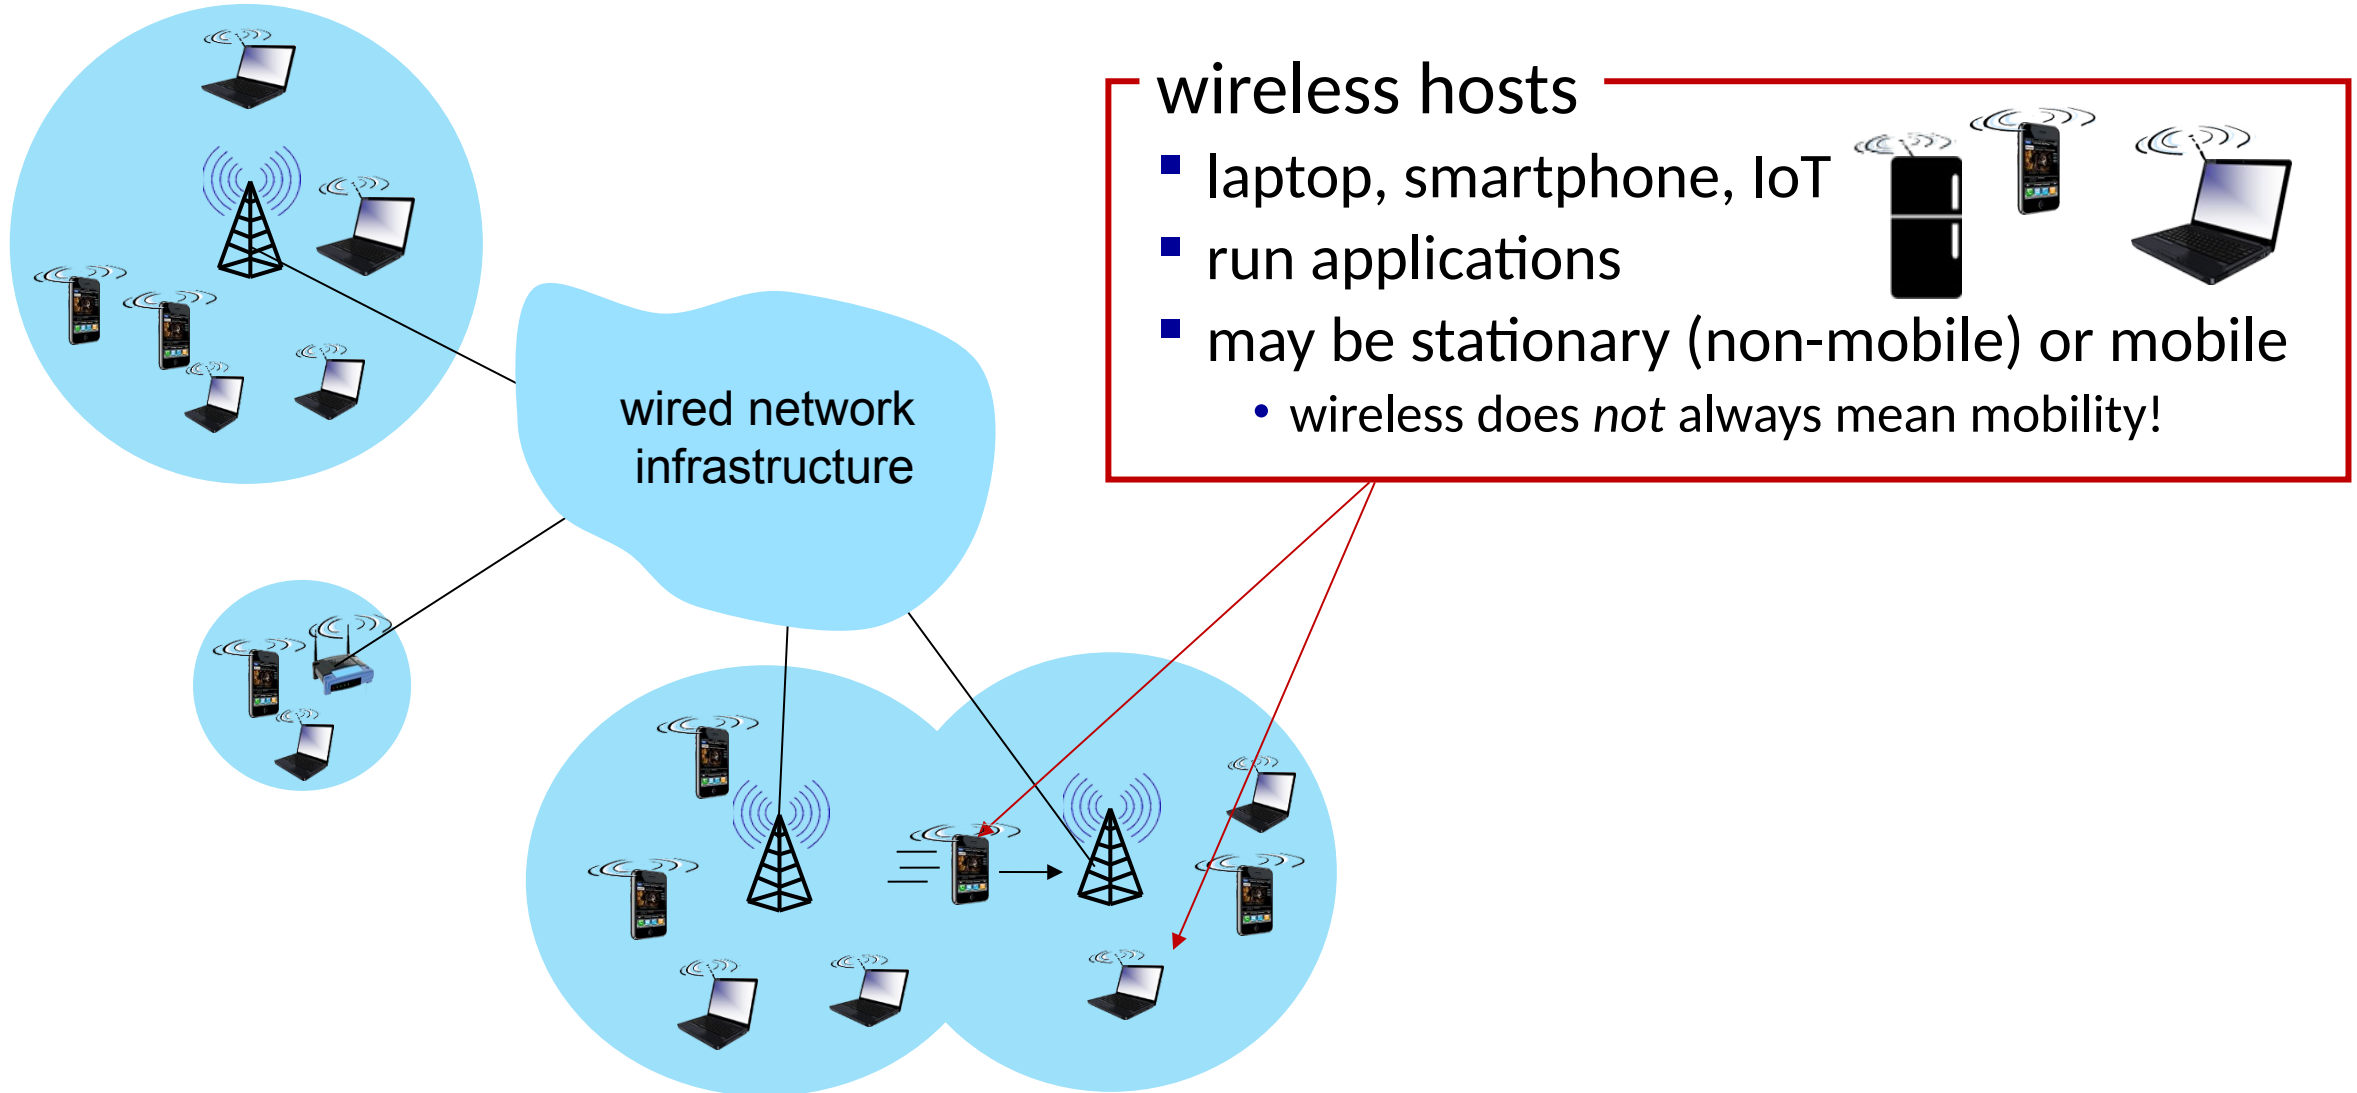 wireless hosts
laptop, smartphone, IoT
run applications
may be stationary (non-mobile) or mobile
wireless does not always mean mobility!
wired network
infrastructure